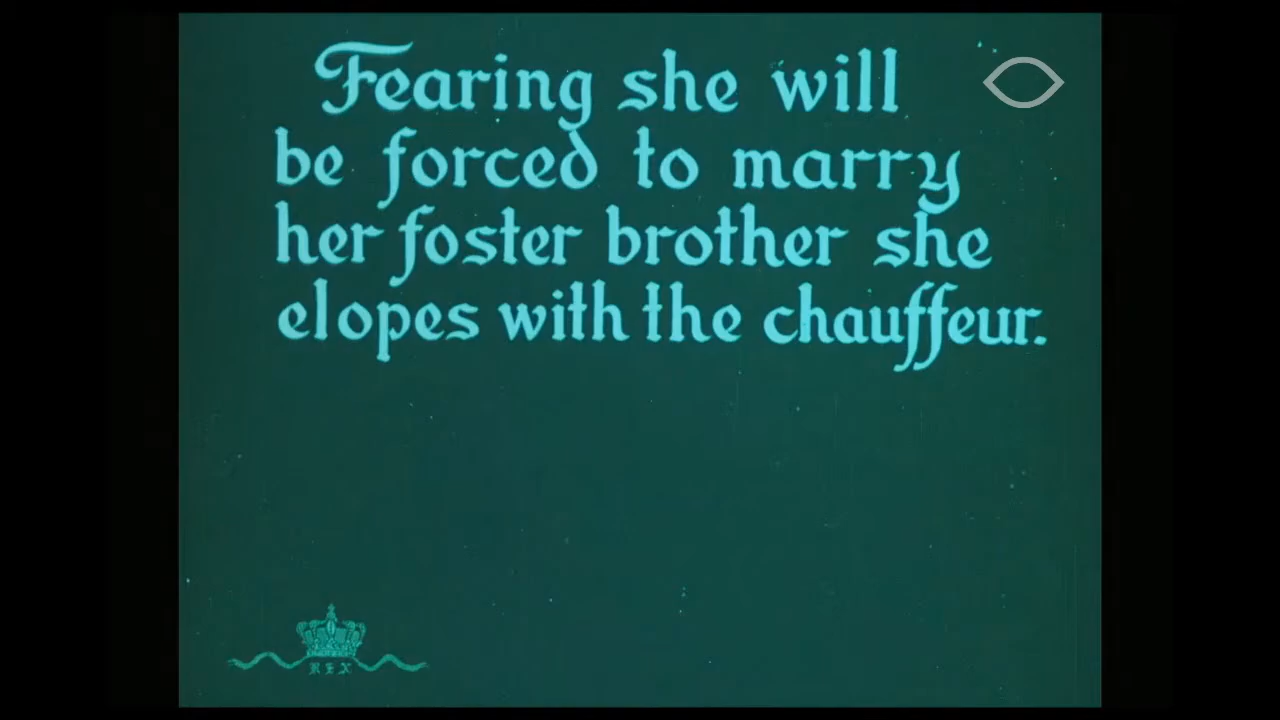 Fearing she will
be forced to marry
her foster brother she
elopes with the chauffeur.
REX